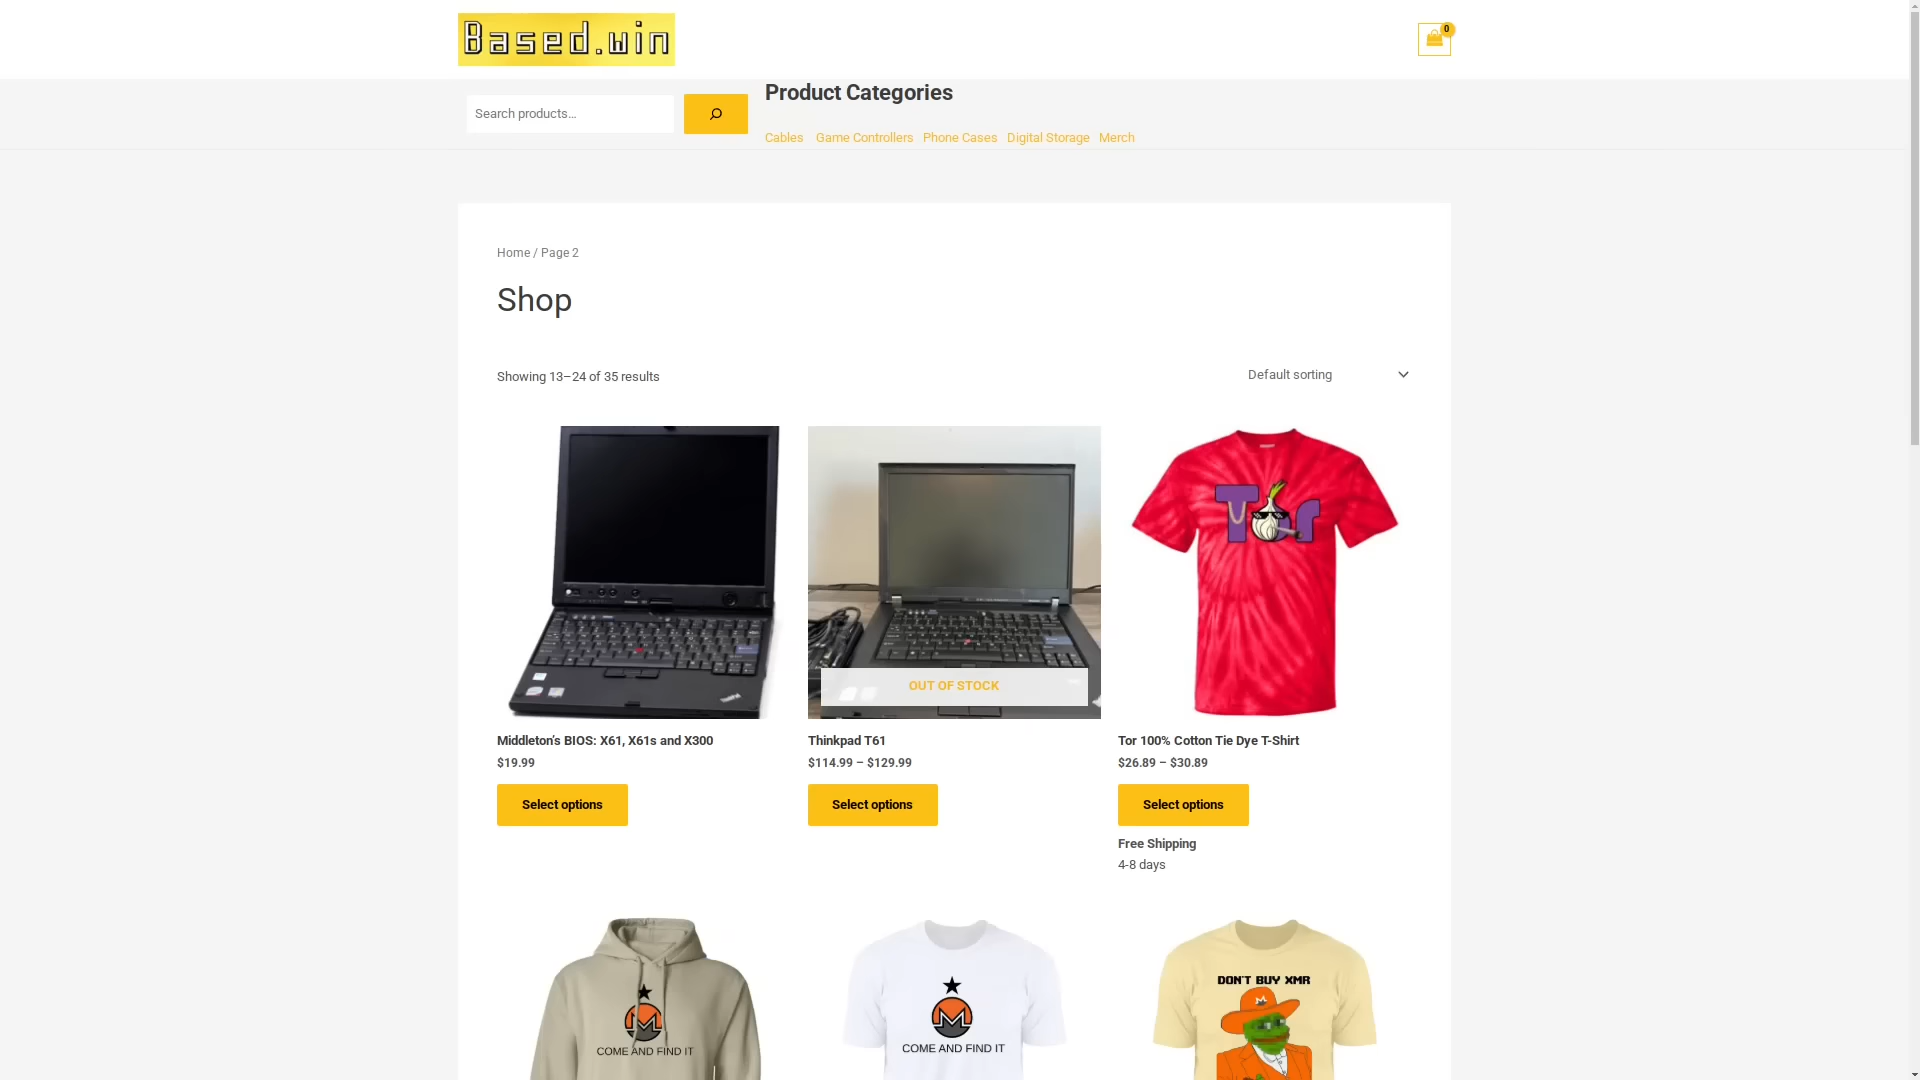 Based.win
0
Search products…
Product Categories
Cables Game Controllers Phone Cases Digital Storage Merch
Home / Page 2
Shop
Showing 13–24 of 35 results
Default sorting
OUT OF STOCK
Tor
Middleton’s BIOS: X61, X61s and X300
$19.99
Select options
Thinkpad T61
$114.99 – $129.99
Select options
Tor 100% Cotton Tie Dye T-Shirt
$26.89 – $30.89
Select options
Free Shipping
4-8 days
COME AND FIND IT
COME AND FIND IT
DON'T BUY XMR